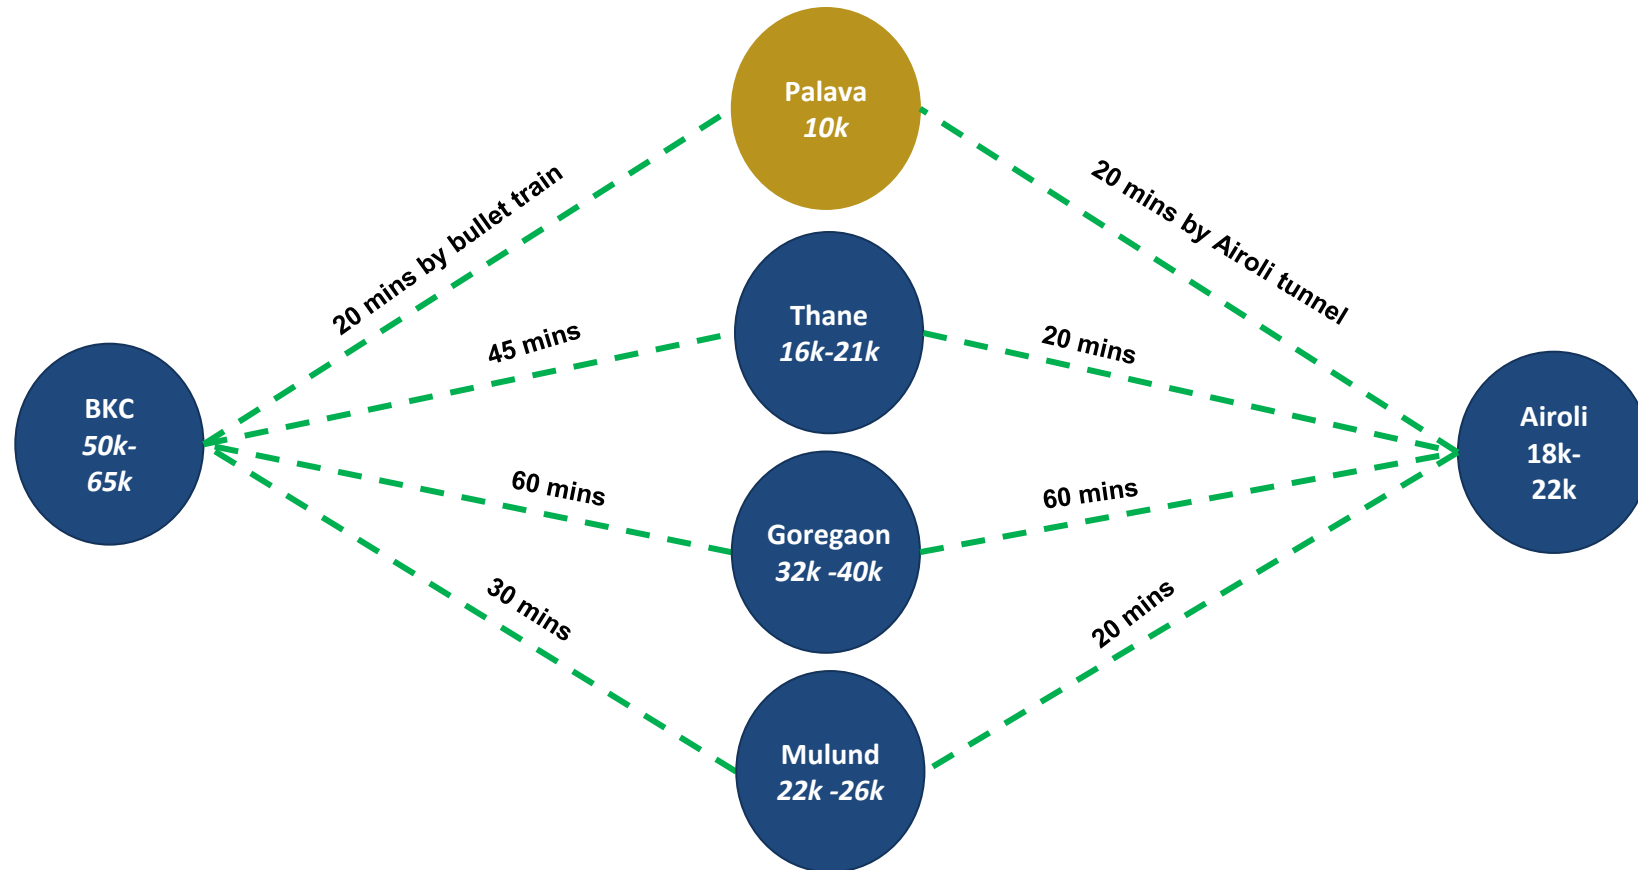 Palava
10k
20 mins by bullet train
20 mins by Airoli tunnel
Thane
16k-21k
45 mins
20 mins
BKC
50k-
65k
Airoli
18k-
22k
60 mins
60 mins
Goregaon
32k -40k
30 mins
20 mins
Mulund
22k -26k